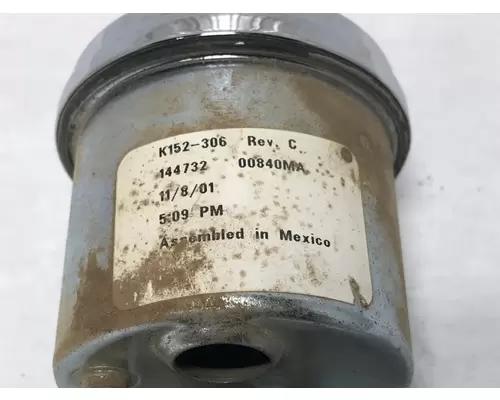 K152-306 Rev. C
144732 00840MA
11/8/01
5:09 PM
Assembled in Mexico